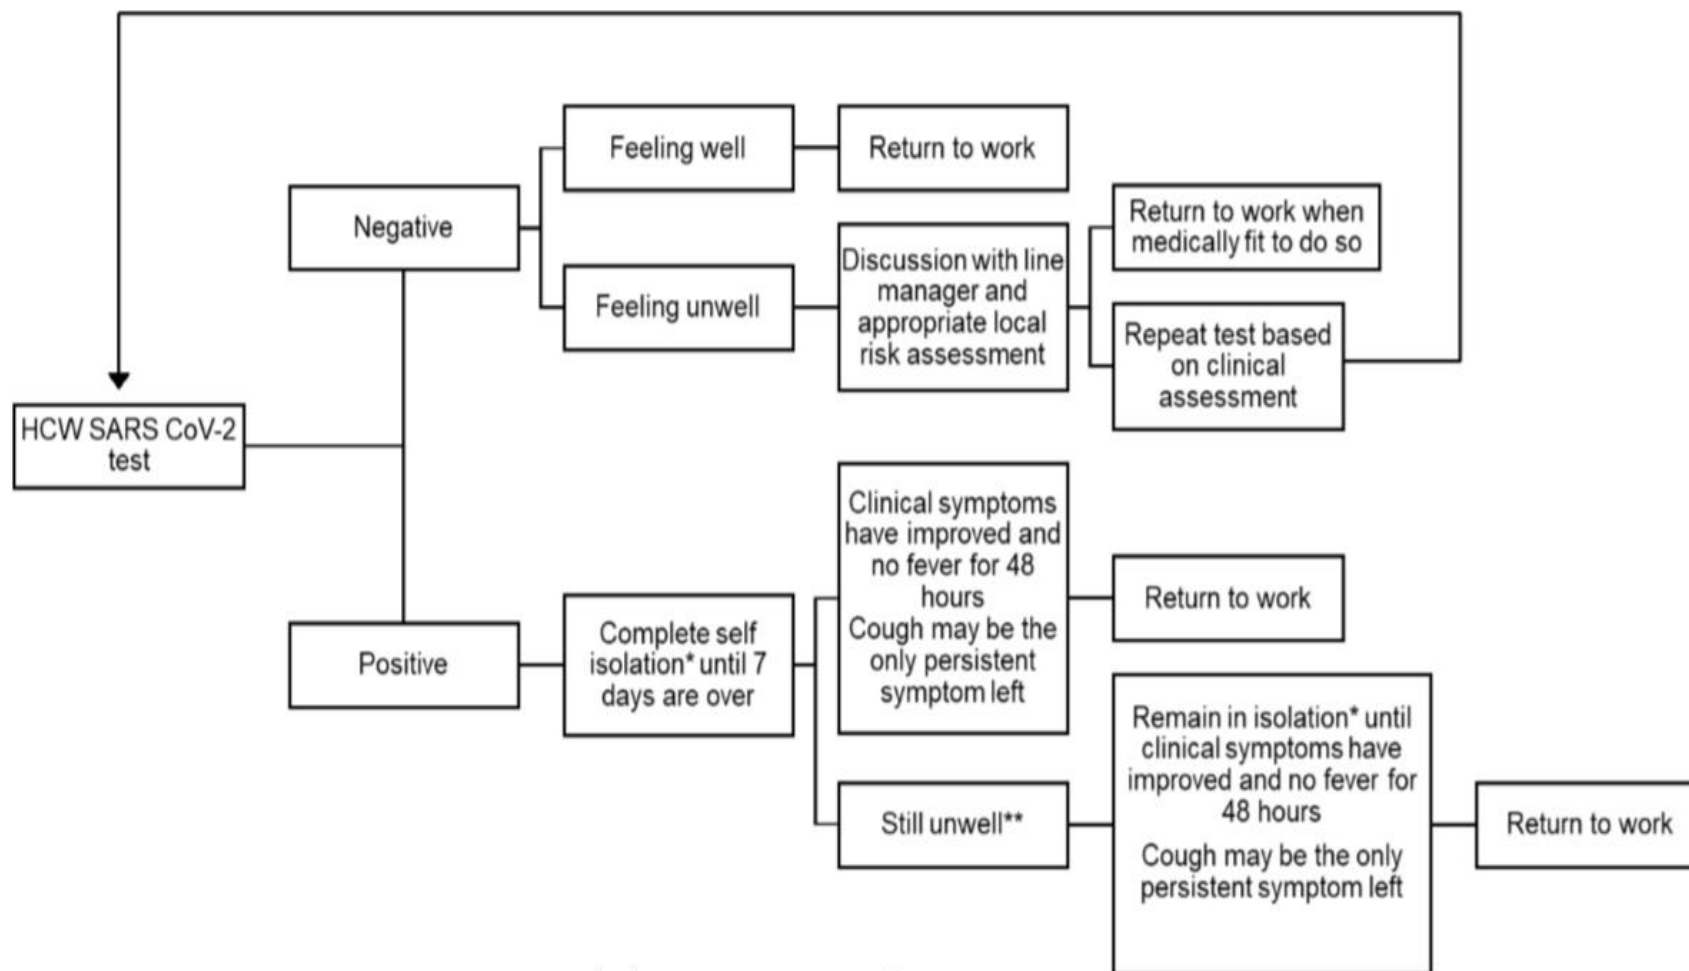 HCW SARS CoV-2
test
Negative
Feeling well
Return to work
Feeling unwell
Discussion with line
manager and
appropriate local
risk assessment
Return to work when
medically fit to do so
Repeat test based
on clinical
assessment
Positive
Complete self
isolation* until 7
days are over
Clinical symptoms
have improved and
no fever for 48
hours
Cough may be the
only persistent
symptom left
Return to work
Still unwell**
Remain in isolation* until
clinical symptoms have
improved and no fever for
48 hours
Cough may be the only
persistent symptom left
Return to work